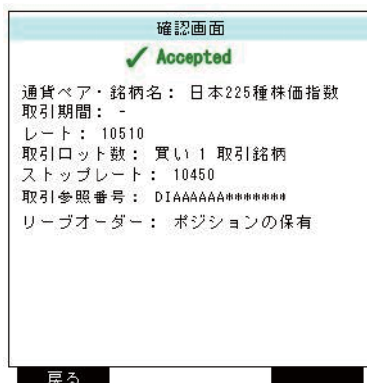 確認画面
✓ Accepted
通貨ペア・銘柄名： 日本225種株価指数
取引期間： -
レート： 10510
取引ロット数： 買い 1 取引銘柄
ストップレート： 10450
取引参照番号： DIAAAAAA*******
リーブオーダー： ポジションの保有
戻る